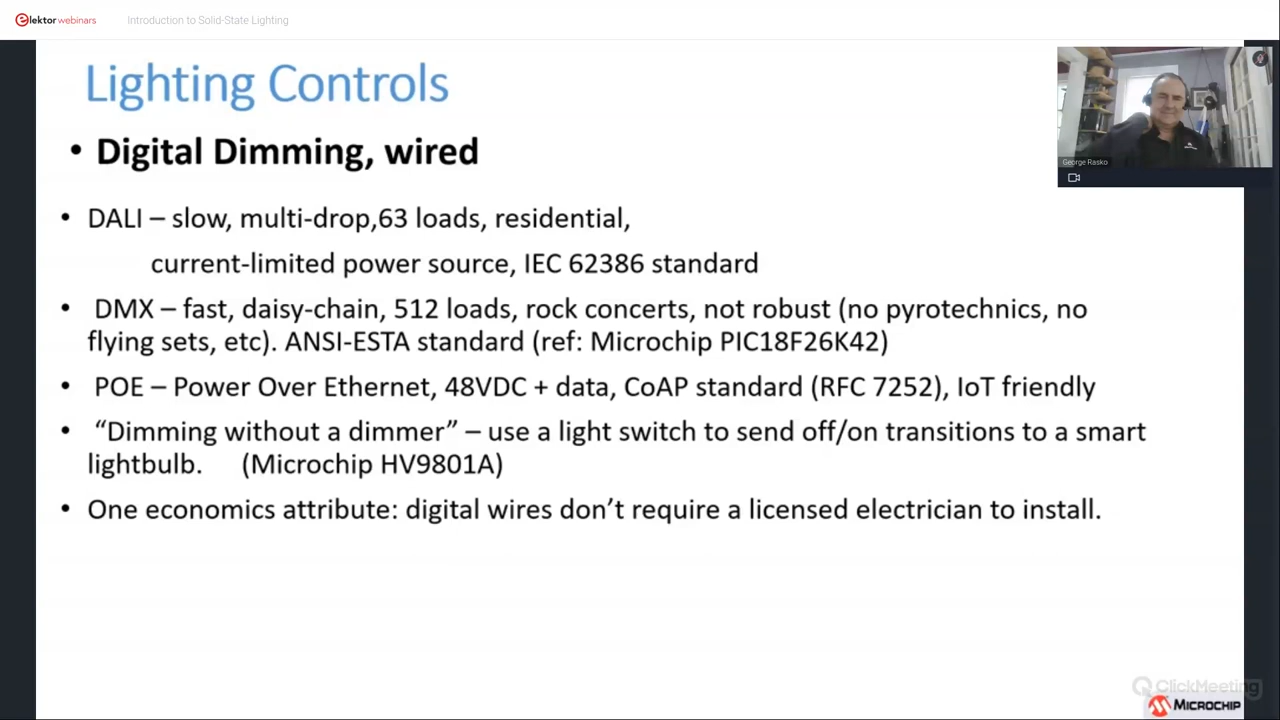 elektor webinars
Introduction to Solid-State Lighting
Lighting Controls
George Rasko
• Digital Dimming, wired
• DALI – slow, multi-drop,63 loads, residential,
current-limited power source, IEC 62386 standard
• DMX – fast, daisy-chain, 512 loads, rock concerts, not robust (no pyrotechnics, no
flying sets, etc). ANSI-ESTA standard (ref: Microchip PIC18F26K42)
• POE – Power Over Ethernet, 48VDC + data, CoAP standard (RFC 7252), IoT friendly
• “Dimming without a dimmer” – use a light switch to send off/on transitions to a smart
lightbulb. (Microchip HV9801A)
• One economics attribute: digital wires don’t require a licensed electrician to install.
ClickMeeting
MICROCHIP